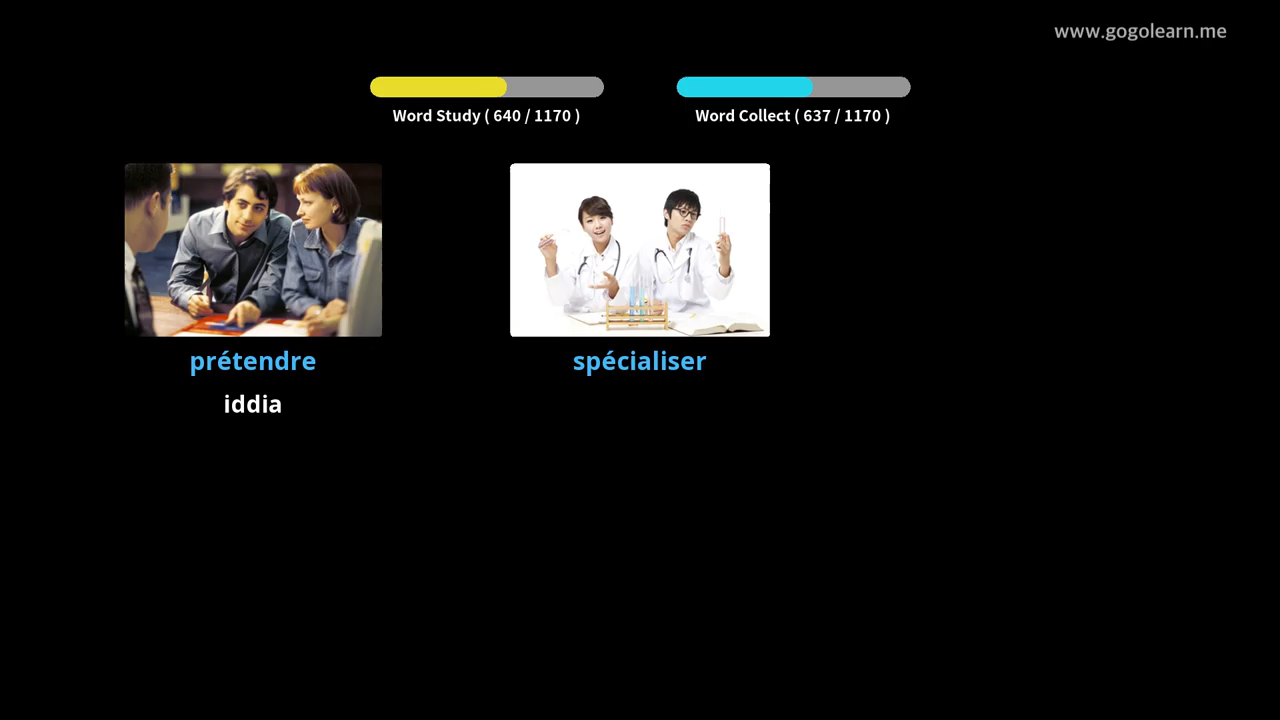 www.gogolearn.me
Word Study ( 640 / 1170 )
Word Collect ( 637 / 1170 )
prétendre
spécialiser
iddia